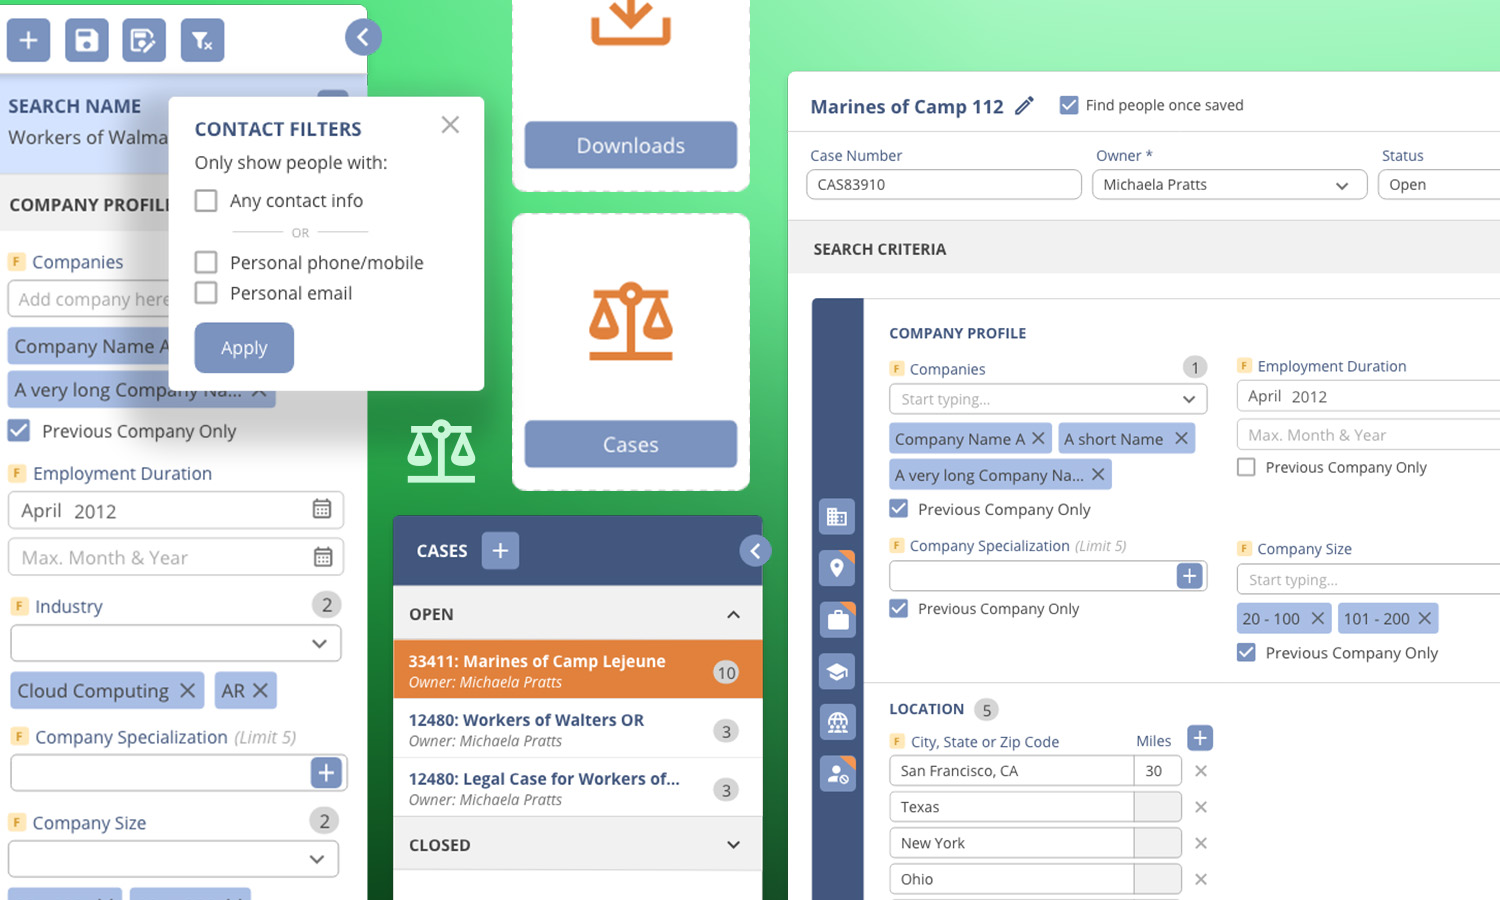 SEARCH NAME
Workers of Walma
COMPANY PROFIL
F Companies
Add company here
Company Name A
A very long Company Na...
Previous Company Only
F Employment Duration
April 2012
Max. Month & Year
F Industry 2
Cloud Computing
AR
F Company Specialization (Limit 5)
F Company Size 2
CONTACT FILTERS
Only show people with:
Any contact info
OR
Personal phone/mobile
Personal email
Apply
Downloads
Cases
CASES
OPEN
33411: Marines of Camp Lejeune
Owner: Michaela Pratts
10
12480: Workers of Walters OR
Owner: Michaela Pratts
3
12480: Legal Case for Workers of...
Owner: Michaela Pratts
3
CLOSED
Marines of Camp 112
Find people once saved
Case Number
CAS83910
Owner *
Michaela Pratts
Status
Open
SEARCH CRITERIA
COMPANY PROFILE
F Companies 1
Start typing...
Company Name A
A short Name
A very long Company Na...
Previous Company Only
F Company Specialization (Limit 5)
Previous Company Only
F Employment Duration
April 2012
Max. Month & Year
Previous Company Only
F Company Size
Start typing...
20 - 100
101 - 200
Previous Company Only
LOCATION 5
F City, State or Zip Code Miles
San Francisco, CA 30
Texas
New York
Ohio